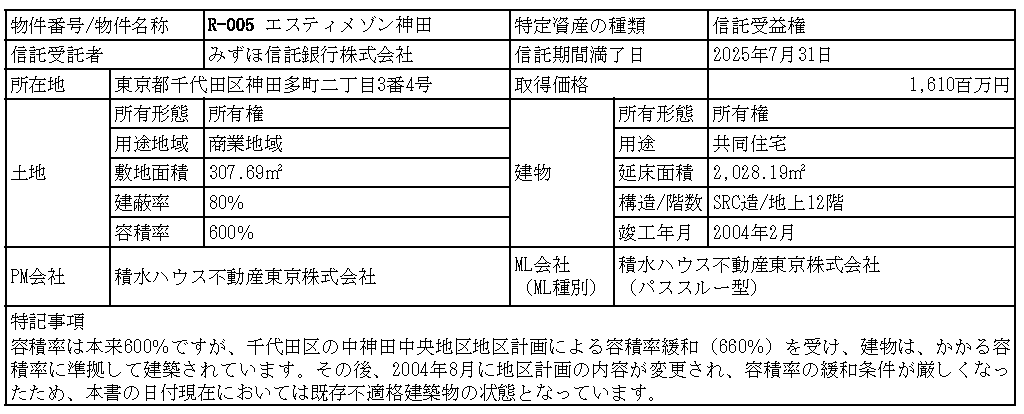 物件番号/物件名称 R-005 エスティメゾン神田 特定資産の種類 信託受益権
信託受託者 みずほ信託銀行株式会社 信託期間満了日 2025年7月31日
所在地 東京都千代田区神田多町二丁目3番4号 取得価格 1,610百万円
土地 所有形態 所有権 建物 所有形態 所有権
用途地域 商業地域 用途 共同住宅
敷地面積 307.69㎡ 延床面積 2,028.19㎡
建蔽率 80% 構造/階数 SRC造/地上12階
容積率 600% 竣工年月 2004年2月
PM会社 積水ハウス不動産東京株式会社 ML会社 積水ハウス不動産東京株式会社
（ML種別） （パススルー型）
特記事項
容積率は本来600%ですが、千代田区の中神田中央地区地区計画による容積率緩和（660%）を受け、建物は、かかる容
積率に準拠して建築されています。その後、2004年8月に地区計画の内容が変更され、容積率の緩和条件が厳しくなっ
たため、本書の日付現在においては既存不適格建築物の状態となっています。